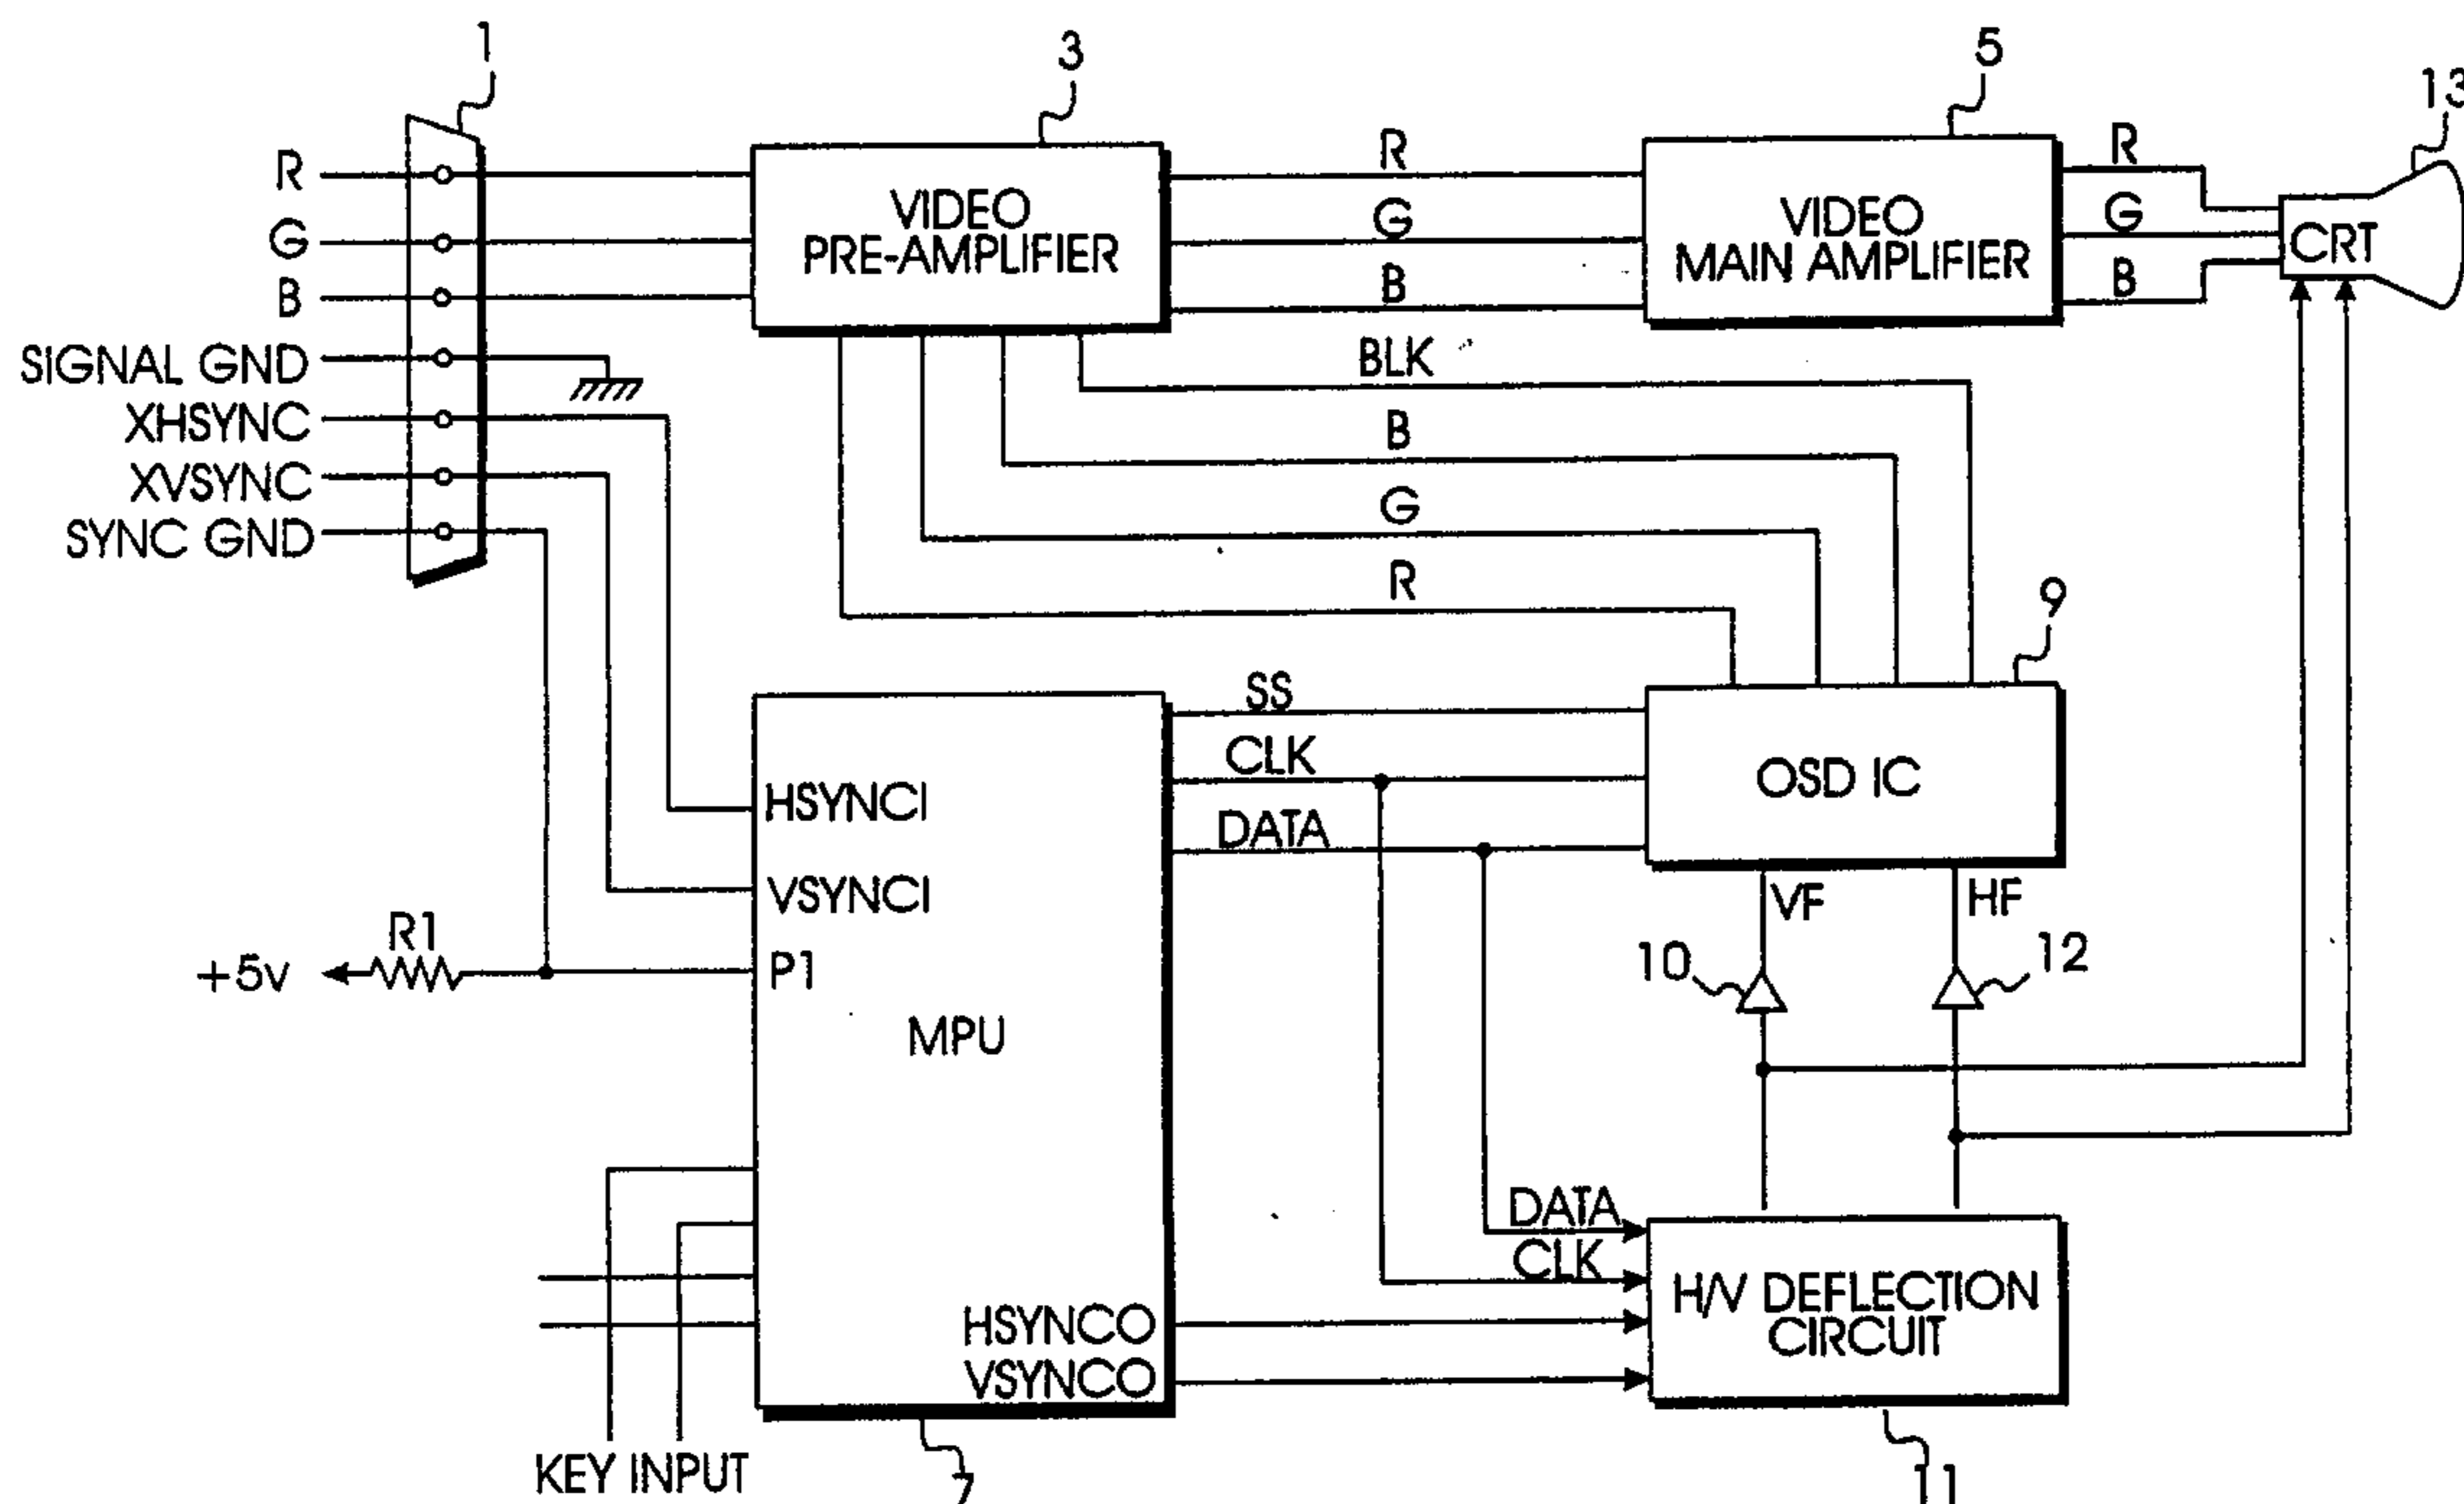 1
3
5
13
R
G
B
SIGNAL GND
XHSYNC
XVSYNC
SYNC GND
VIDEO
PRE-AMPLIFIER
R
G
B
VIDEO
MAIN AMPLIFIER
R
G
B
CRT
BLK
B
G
R
9
SS
CLK
DATA
OSD IC
HSYNCI
VSYNCI
P1
MPU
R1
+5v
VF
HF
10
12
DATA
CLK
H/V DEFLECTION
CIRCUIT
HSYNCO
VSYNCO
KEY INPUT
7
11